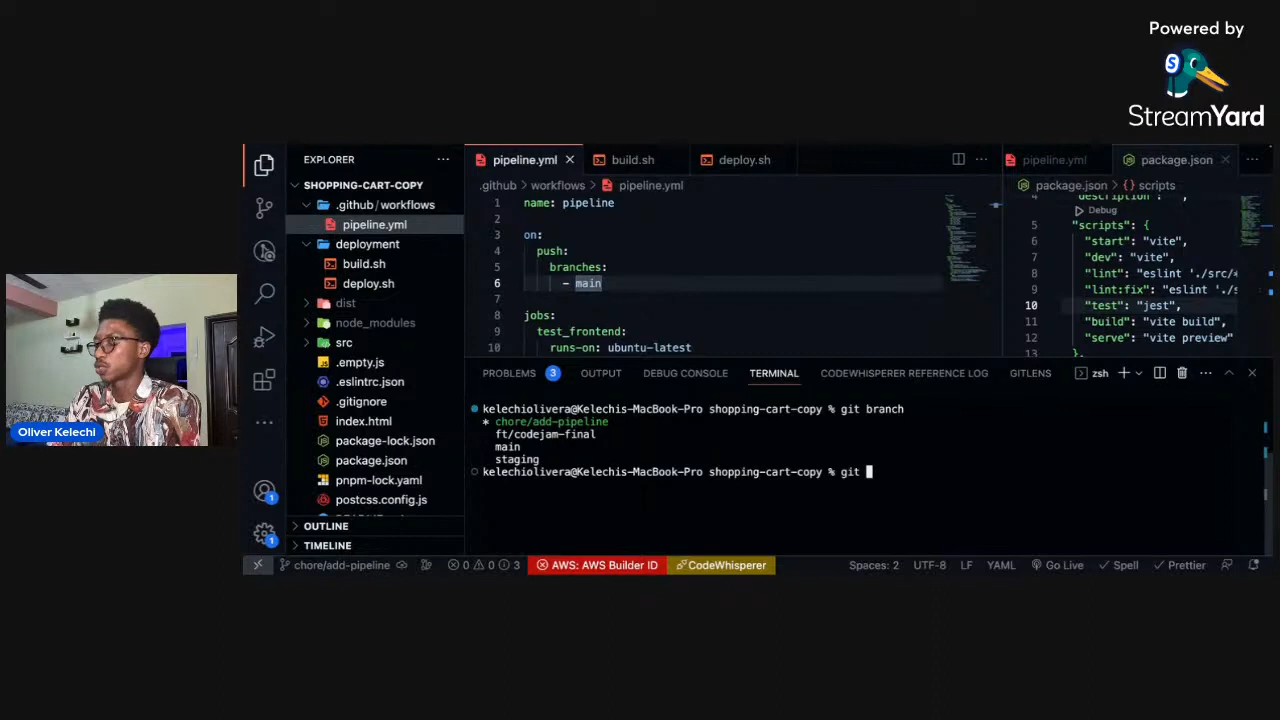 Powered by
StreamYard
EXPLORER
SHOPPING-CART-COPY
.github / workflows
pipeline.yml
deployment
build.sh
deploy.sh
dist
node_modules
src
.empty.js
.eslintrc.json
.gitignore
index.html
package-lock.json
package.json
pnpm-lock.yaml
postcss.config.js
OUTLINE
TIMELINE
pipeline.yml
build.sh
deploy.sh
.github > workflows > pipeline.yml
1 name: pipeline
2
3 on:
4 push:
5 branches:
6 - main
7
8 jobs:
9 test_frontend:
10 runs-on: ubuntu-latest
pipeline.yml
package.json
package.json > {} scripts
4 "description": "",
Debug
5 "scripts": {
6 "start": "vite",
7 "dev": "vite",
8 "lint": "eslint './src/*
9 "lint:fix": "eslint './s
10 "test": "jest",
11 "build": "vite build",
12 "serve": "vite preview"
13 },
PROBLEMS 3 OUTPUT DEBUG CONSOLE TERMINAL CODEWHISPERER REFERENCE LOG GITLENS zsh
kelechiolivera@Kelechis-MacBook-Pro shopping-cart-copy % git branch
* chore/add-pipeline
ft/codejam-final
main
staging
kelechiolivera@Kelechis-MacBook-Pro shopping-cart-copy % git
Oliver Kelechi
1
1
chore/add-pipeline 0 0 3 AWS: AWS Builder ID CodeWhisperer Spaces: 2 UTF-8 LF YAML Go Live Spell Prettier